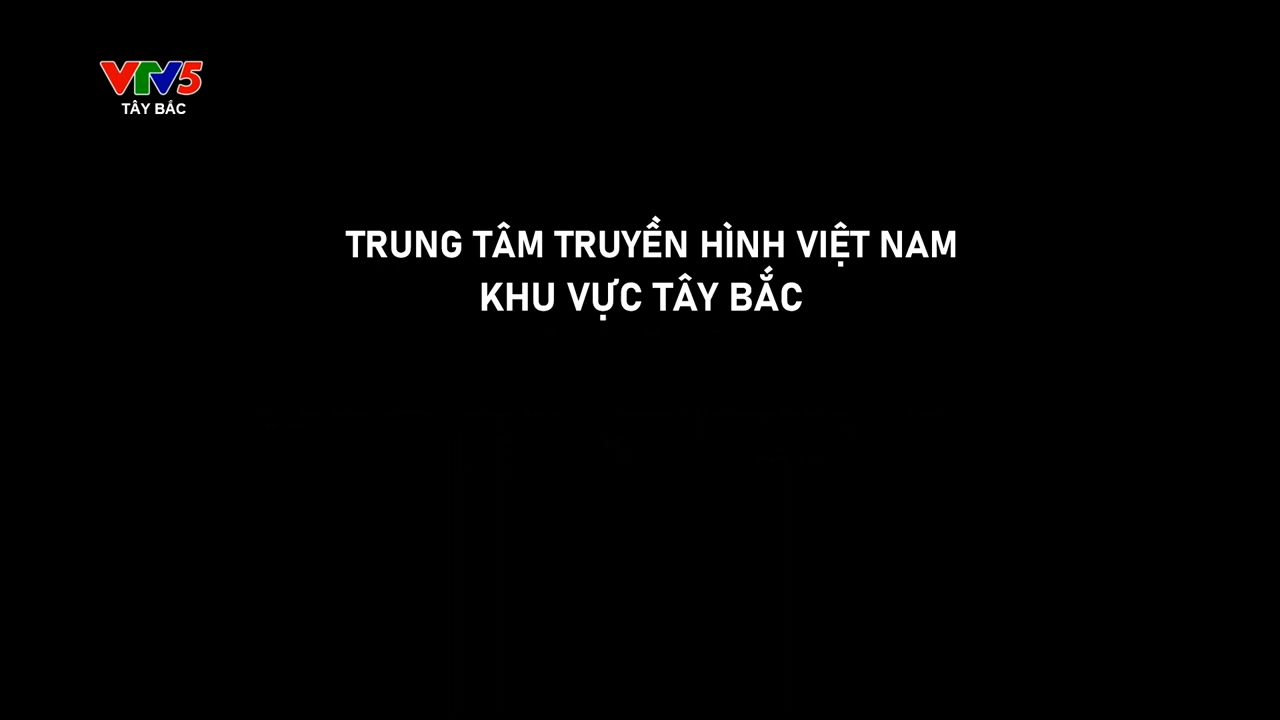 VTV5
TÂY BẮC
TRUNG TÂM TRUYỀN HÌNH VIỆT NAM
KHU VỰC TÂY BẮC